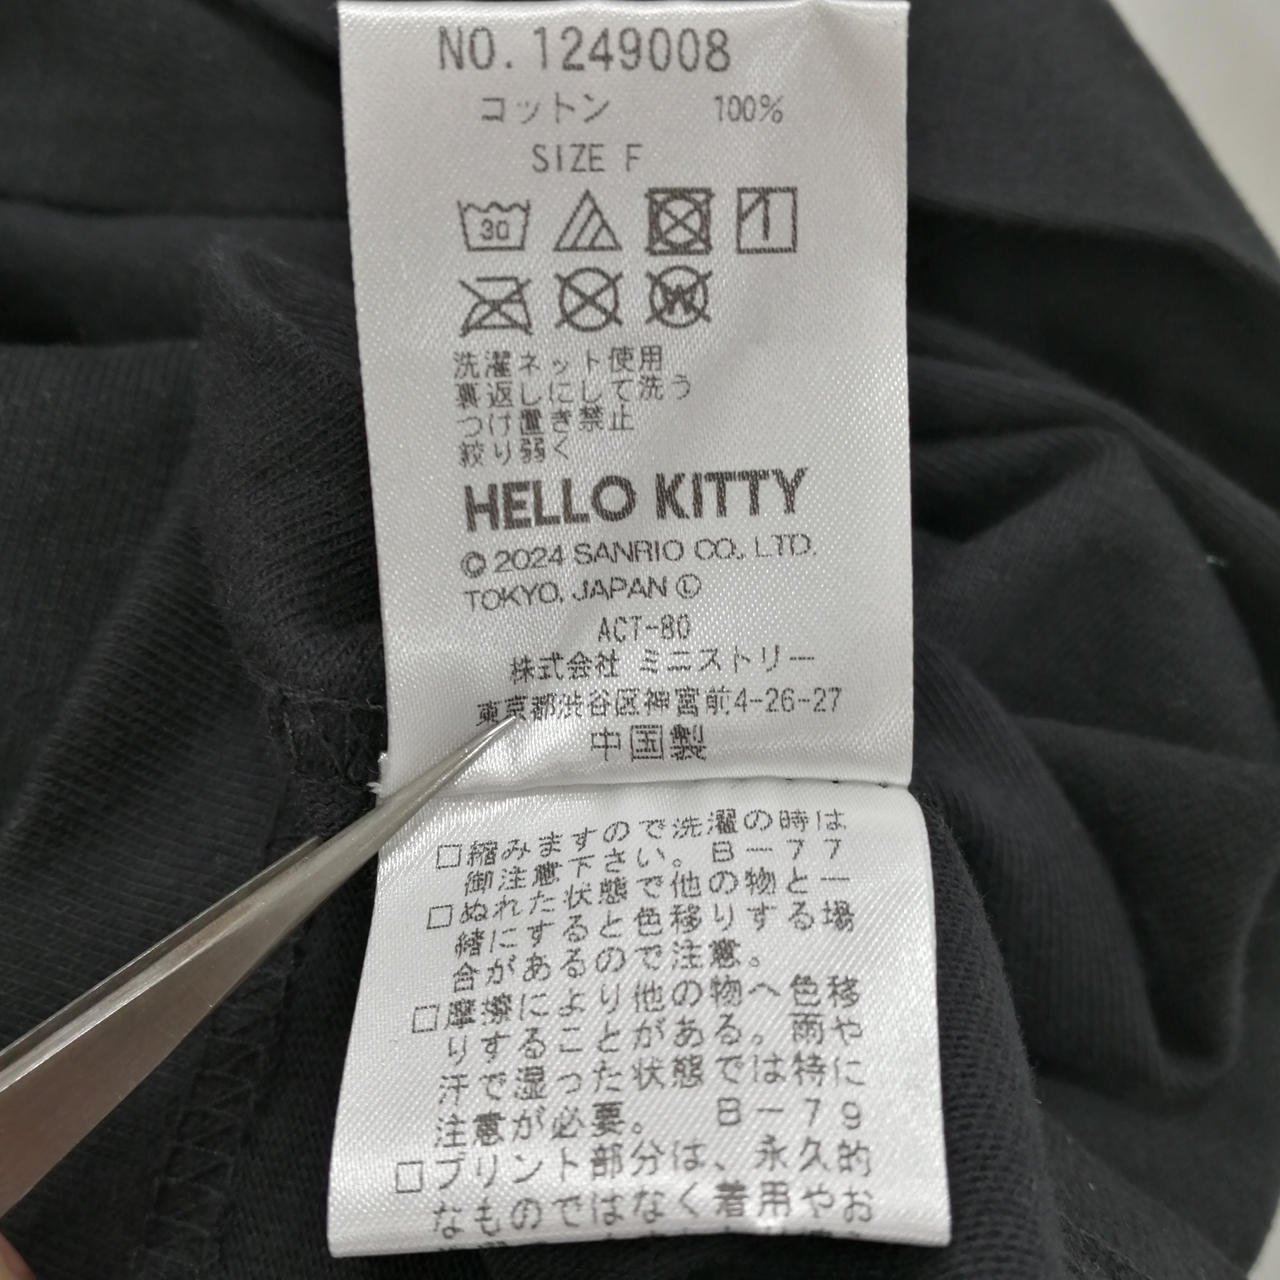 NO. 1249008
コットン 100%
SIZE F
30
W
洗濯ネット使用
裏返しにして洗う
つけ置き禁止
絞り弱く
HELLO KITTY
© 2024 SANRIO CO., LTD.
TOKYO, JAPAN Ⓛ
ACT-80
株式会社 ミニストリー
東京都渋谷区神宮前4-26-27
中国製
□縮みますので洗濯の時は
御注意下さい。B-77
□ぬれた状態で他の物と一
緒にすると色移りする場
合があるので注意。
□摩擦により他の物へ色移
りすることがある。雨や
汗で湿った状態では特に
注意が必要。 B-79
□プリント部分は、永久的
なものではなく着用やお